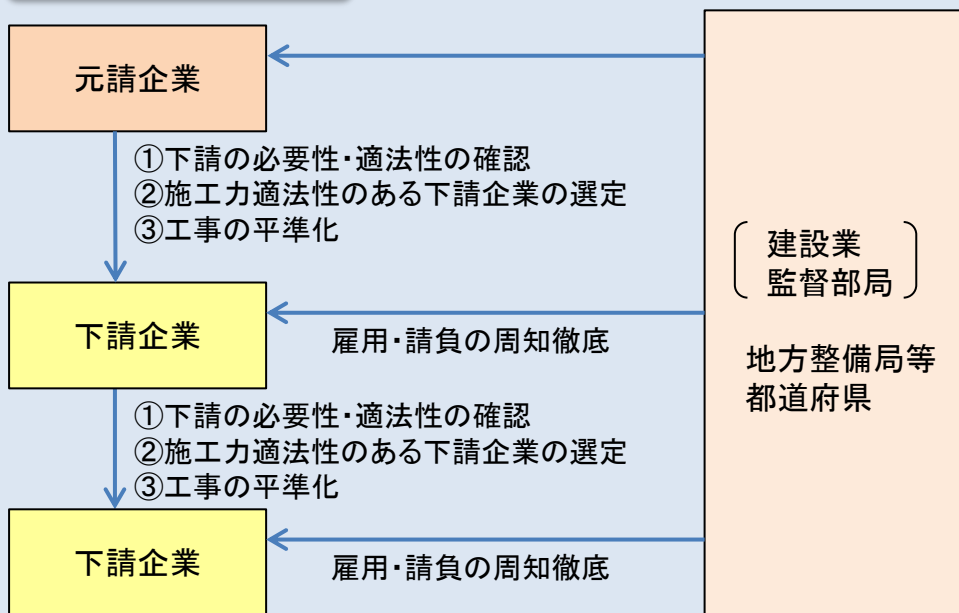 元請企業
①下請の必要性・適法性の確認
②施工力適法性のある下請企業の選定
③工事の平準化
下請企業
雇用・請負の周知徹底
①下請の必要性・適法性の確認
②施工力適法性のある下請企業の選定
③工事の平準化
下請企業
雇用・請負の周知徹底
建設業
監督部局
地方整備局等
都道府県